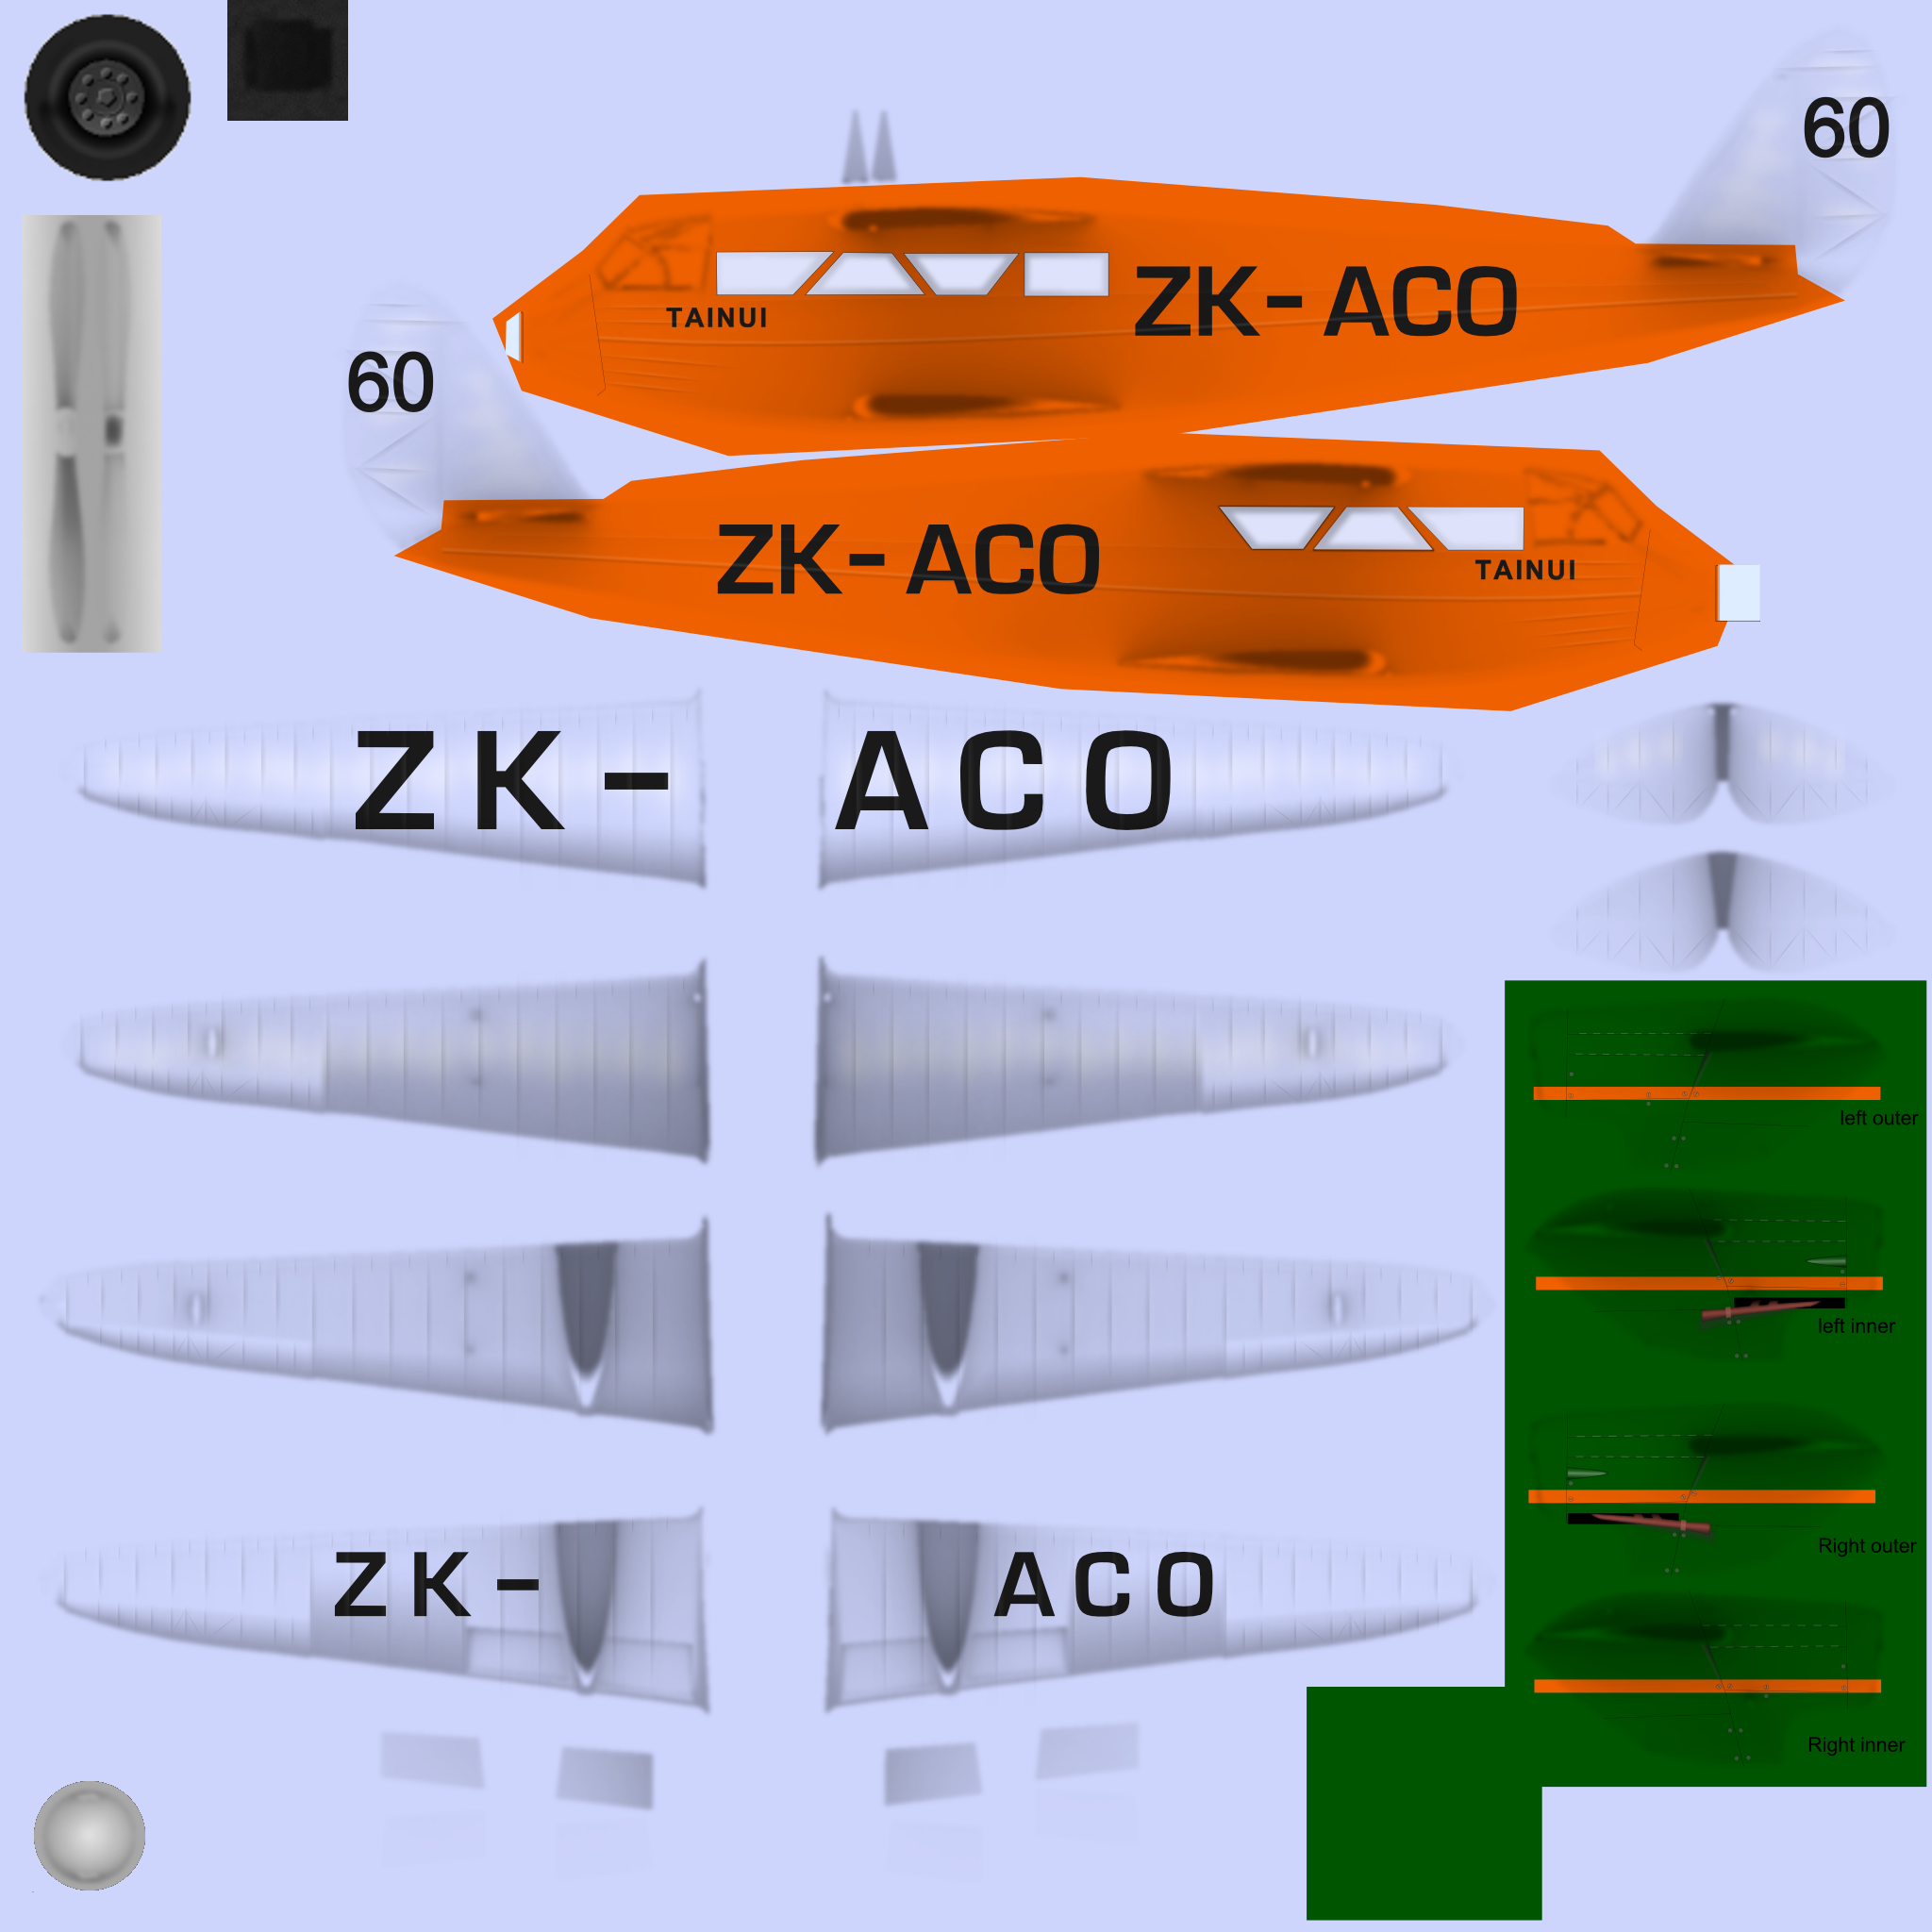 60
TAINUI
ZK- ACO
60
ZK- ACO
TAINUI
ZK- ACO
left outer
left inner
Right outer
ZK- ACO
Right inner